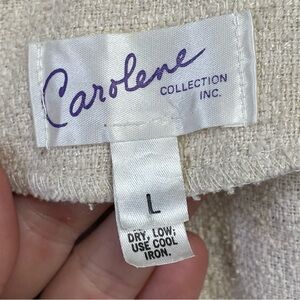 Carolene
COLLECTION
INC.
L
DRY, LOW;
USE COOL
IRON.